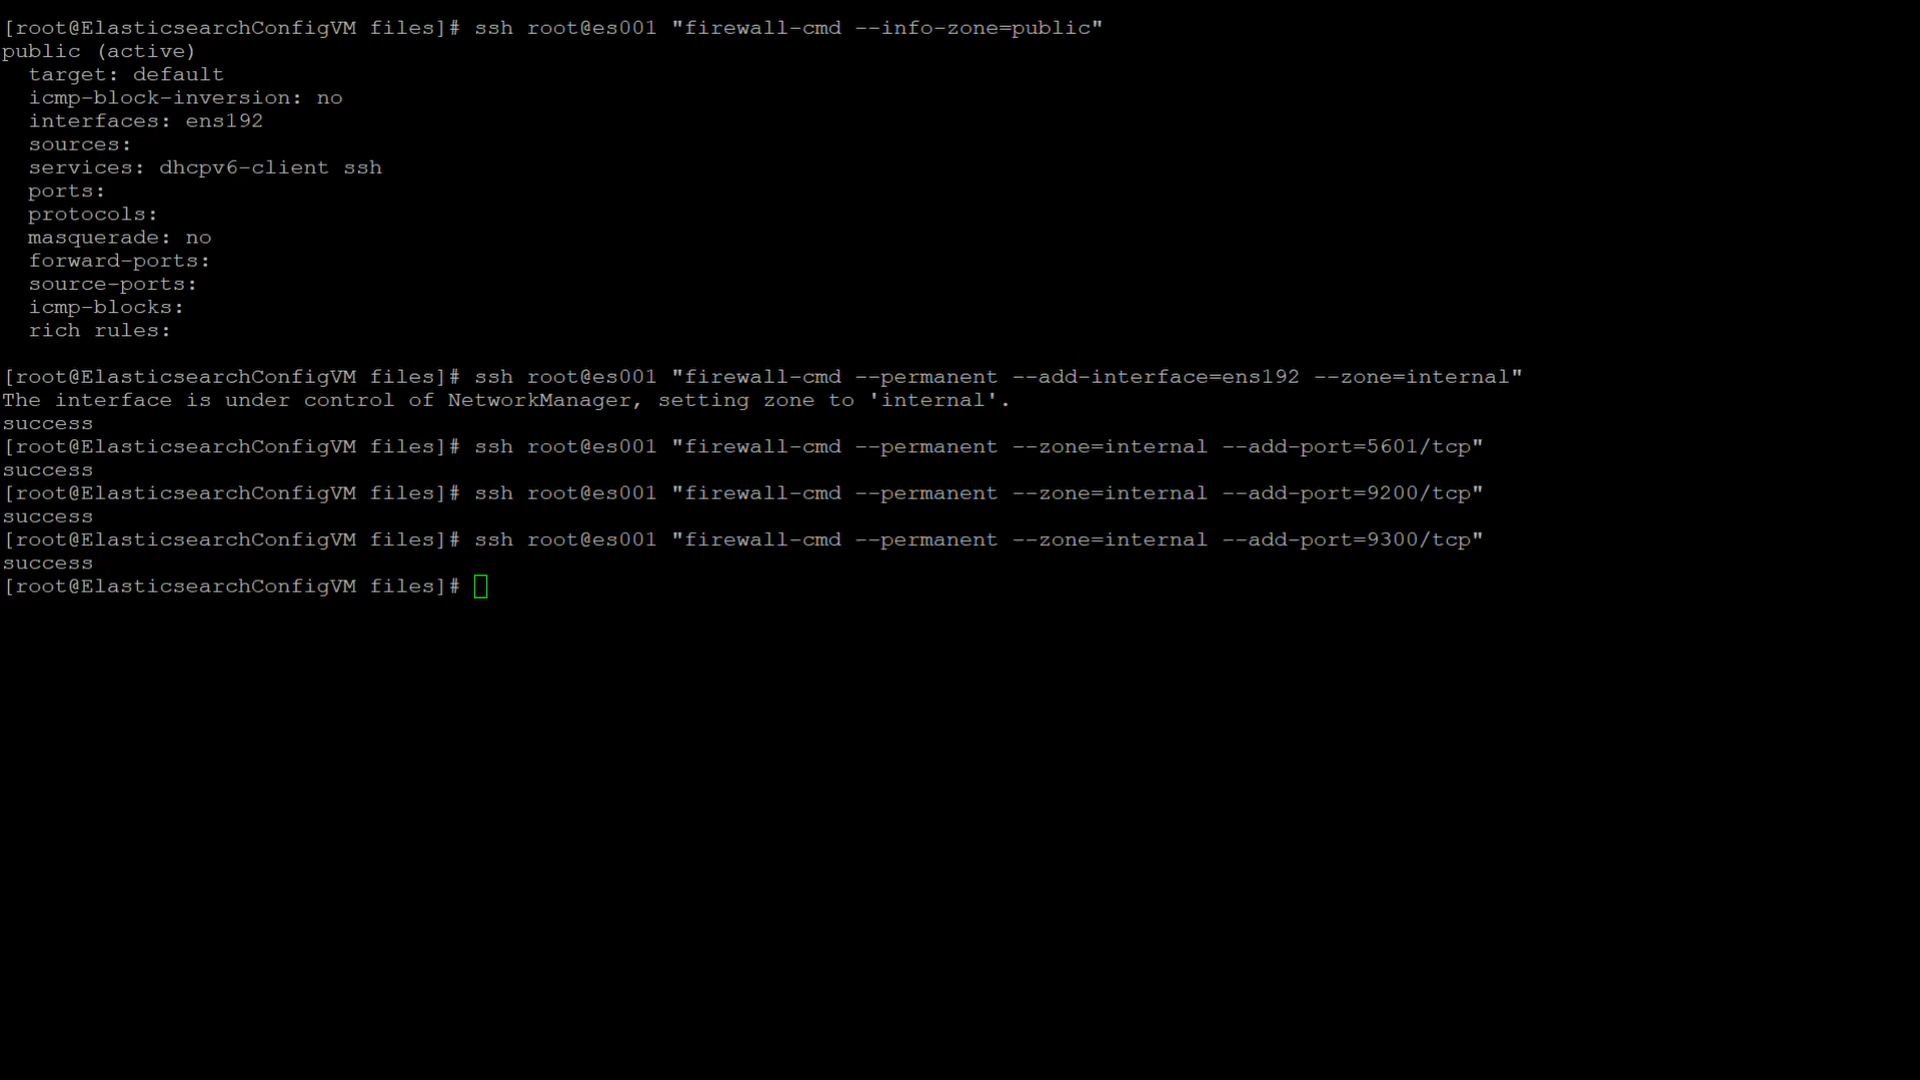 [root@ElasticsearchConfigVM files]# ssh root@es001 "firewall-cmd --info-zone=public"
public (active)
  target: default
  icmp-block-inversion: no
  interfaces: ens192
  sources:
  services: dhcpv6-client ssh
  ports:
  protocols:
  masquerade: no
  forward-ports:
  source-ports:
  icmp-blocks:
  rich rules:

[root@ElasticsearchConfigVM files]# ssh root@es001 "firewall-cmd --permanent --add-interface=ens192 --zone=internal"
The interface is under control of NetworkManager, setting zone to 'internal'.
success
[root@ElasticsearchConfigVM files]# ssh root@es001 "firewall-cmd --permanent --zone=internal --add-port=5601/tcp"
success
[root@ElasticsearchConfigVM files]# ssh root@es001 "firewall-cmd --permanent --zone=internal --add-port=9200/tcp"
success
[root@ElasticsearchConfigVM files]# ssh root@es001 "firewall-cmd --permanent --zone=internal --add-port=9300/tcp"
success
[root@ElasticsearchConfigVM files]#